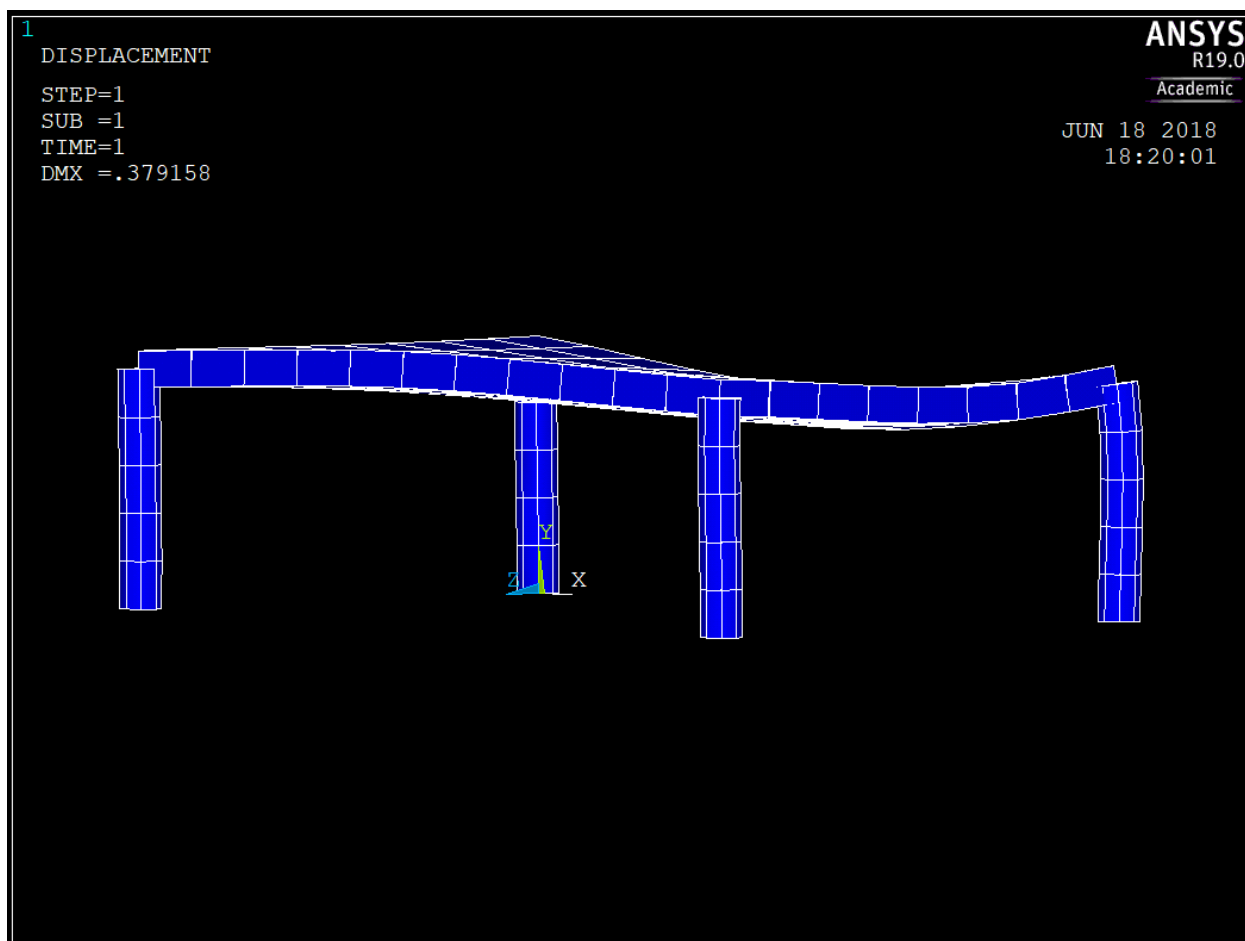 1
DISPLACEMENT
STEP=1
SUB =1
TIME=1
DMX =.379158
ANSYS
R19.0
Academic
JUN 18 2018
18:20:01
Y
Z
X